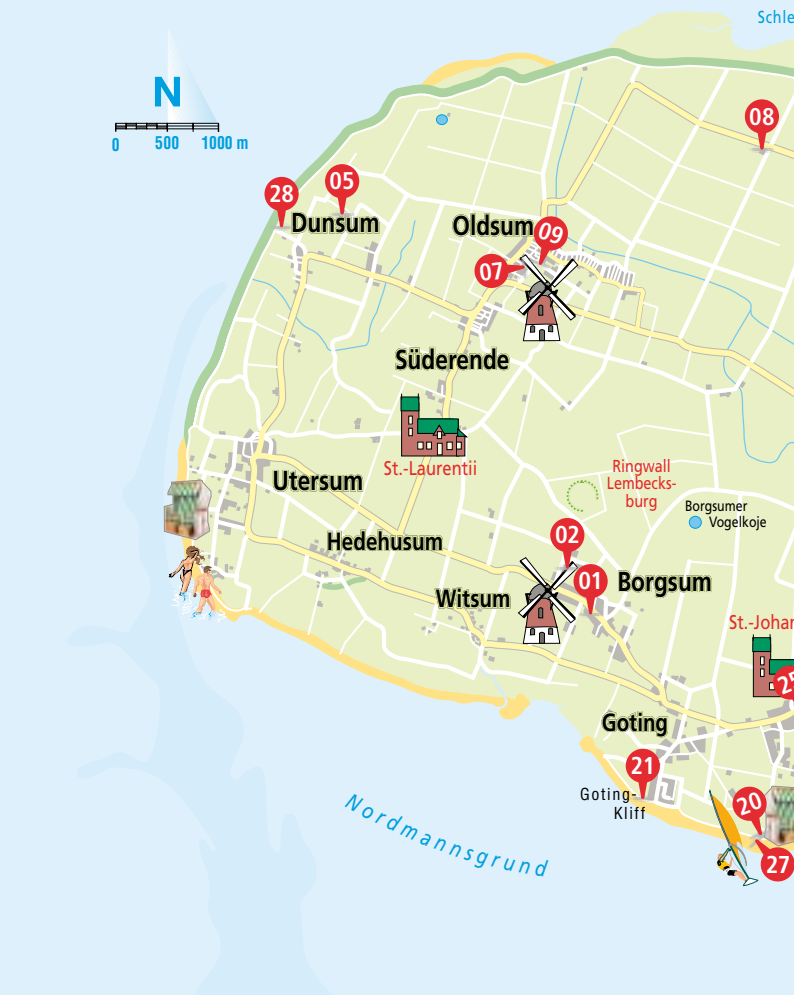 Schle
N
0 500 1000 m
08
28
05
Dunsum
Oldsum
09
07
Süderende
St.-Laurentii
Utersum
Ringwall
Lembecks-
burg
Borgsumer
Vogelkoje
Hedehusum
02
01
Borgsum
Witsum
St.-Johan
25
Goting
21
Goting-
Kliff
20
27
Nordmannsgrund